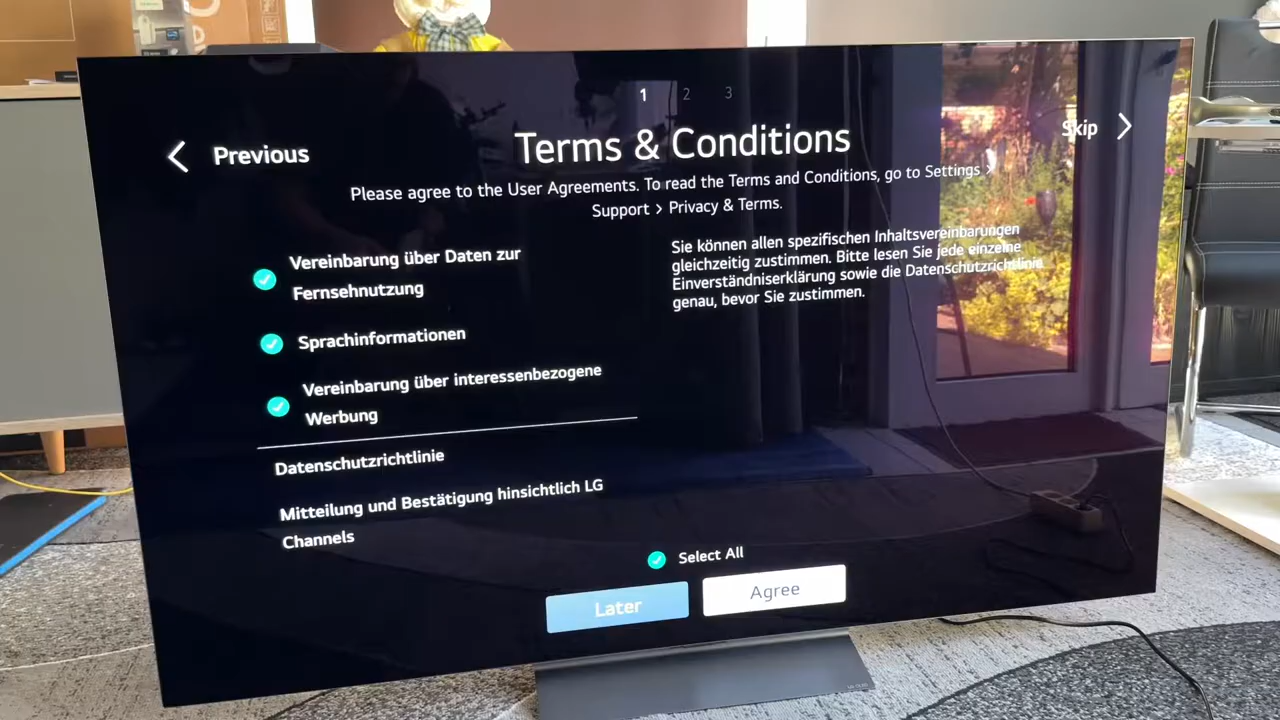 1 2 3
Previous
Terms & Conditions
Skip
Please agree to the User Agreements. To read the Terms and Conditions, go to Settings >
Support > Privacy & Terms.
Vereinbarung über Daten zur
Fernsehnutzung
Sprachinformationen
Vereinbarung über interessenbezogene
Werbung
Datenschutzrichtlinie
Mitteilung und Bestätigung hinsichtlich LG
Channels
Sie können allen spezifischen Inhaltsvereinbarungen
gleichzeitig zustimmen. Bitte lesen Sie jede einzelne
Einverständniserklärung sowie die Datenschutzrichtlinie
genau, bevor Sie zustimmen.
Select All
Later
Agree